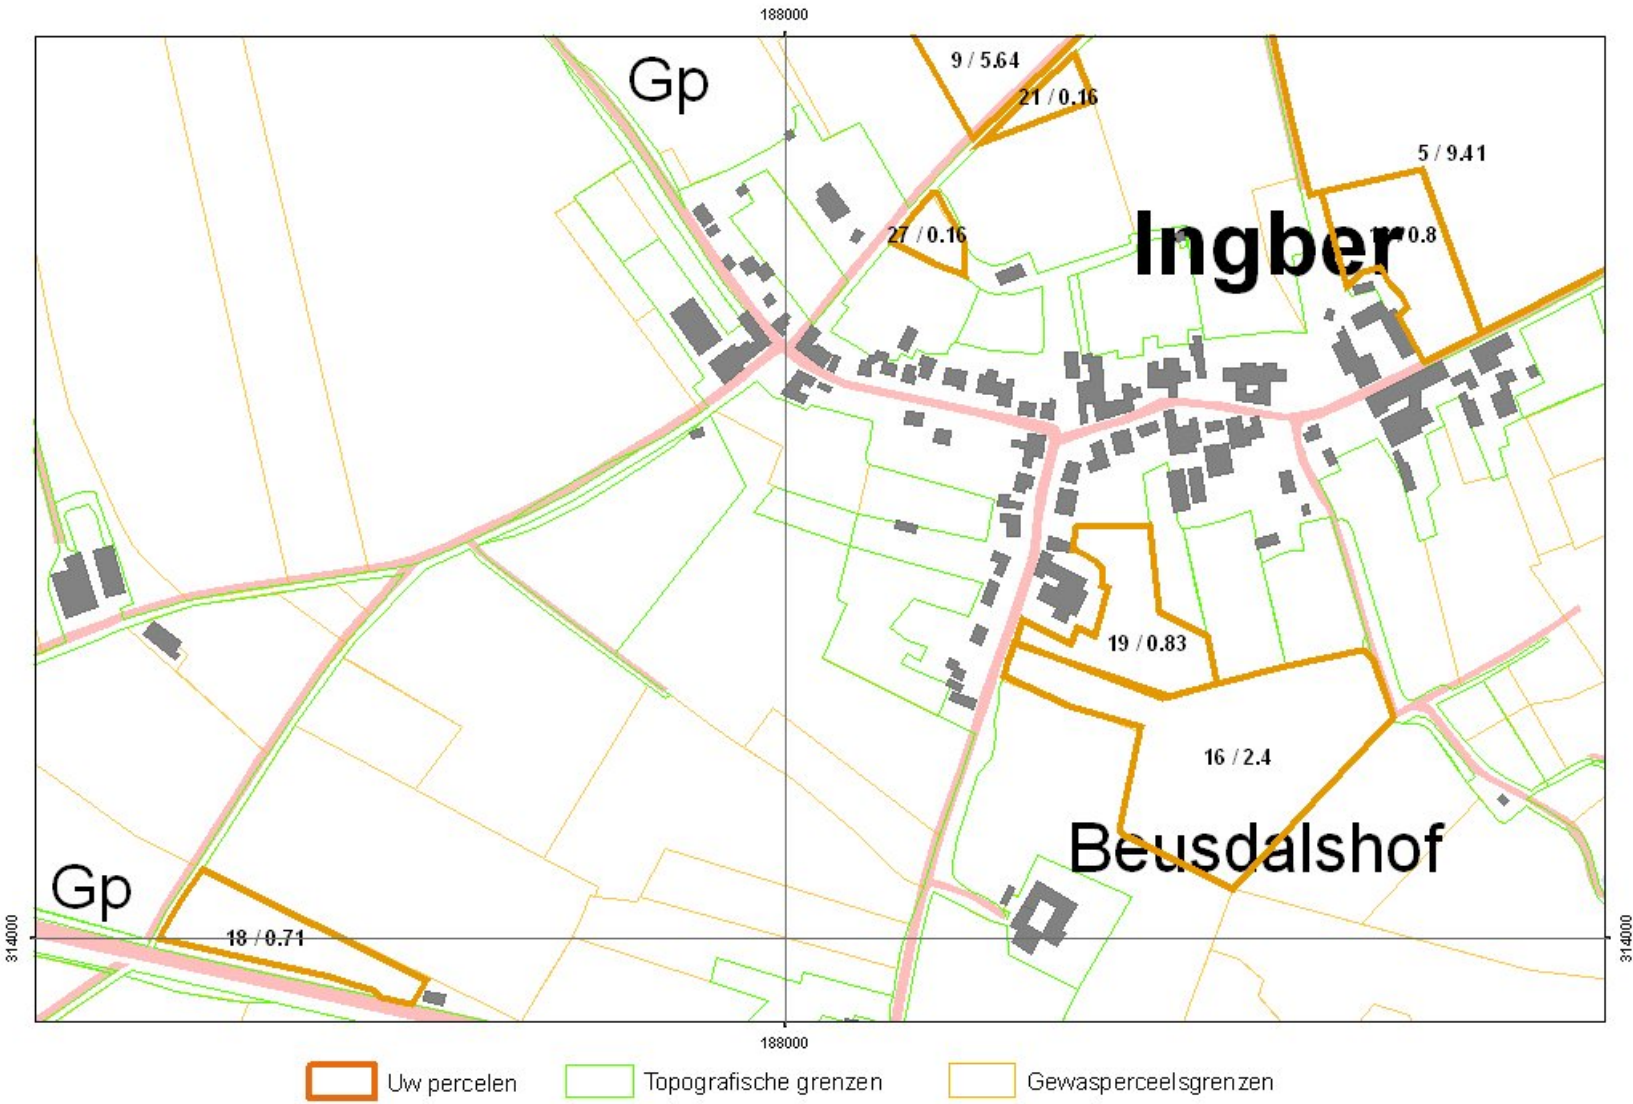 188000
Gp
9 / 5.64
21 / 0.16
5 / 9.41
27 / 0.16
Ingber
/ 0.8
19 / 0.83
16 / 2.4
Beusdalshof
Gp
18 / 0.71
314000
314000
188000
Uw percelen
Topografische grenzen
Gewasperceelsgrenzen